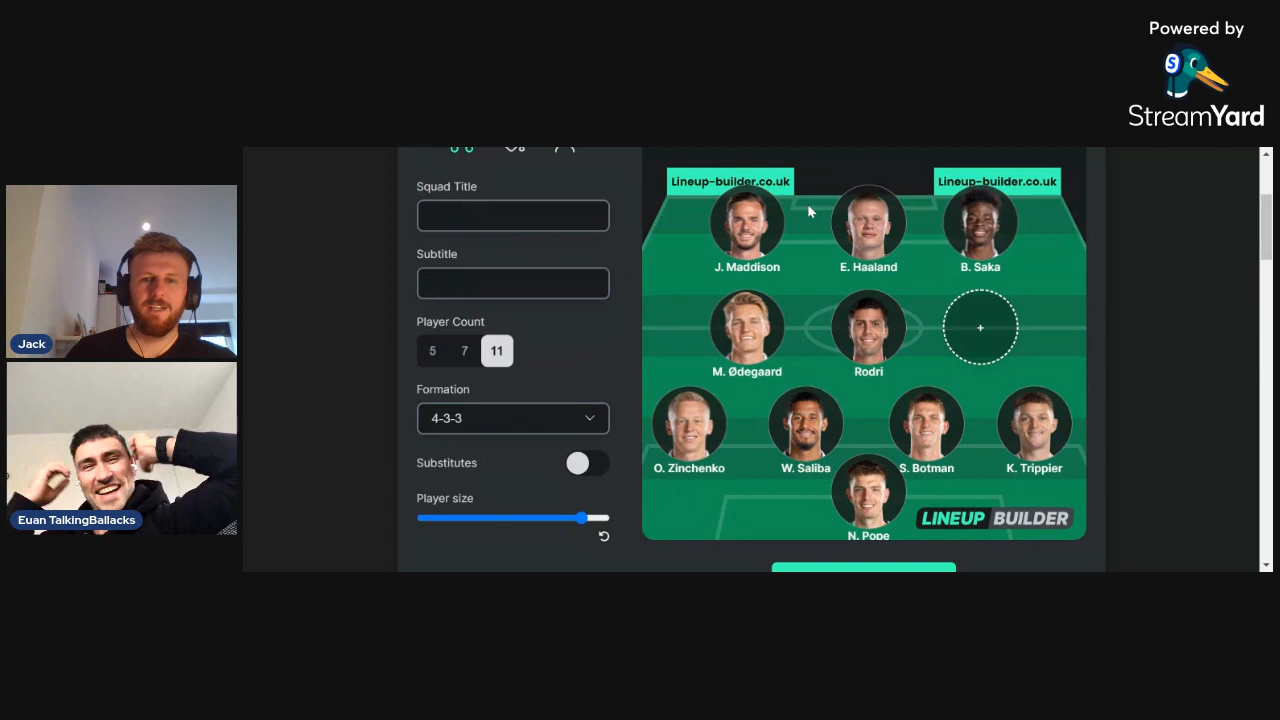 Powered by
S
StreamYard
Squad Title
Subtitle
Player Count
5 7 11
Formation
4-3-3
Substitutes
Player size
Lineup-builder.co.uk
Lineup-builder.co.uk
J. Maddison
E. Haaland
B. Saka
M. Ødegaard
Rodri
+
O. Zinchenko
W. Saliba
S. Botman
K. Trippier
N. Pope
LINEUP BUILDER
Jack
Euan TalkingBallacks